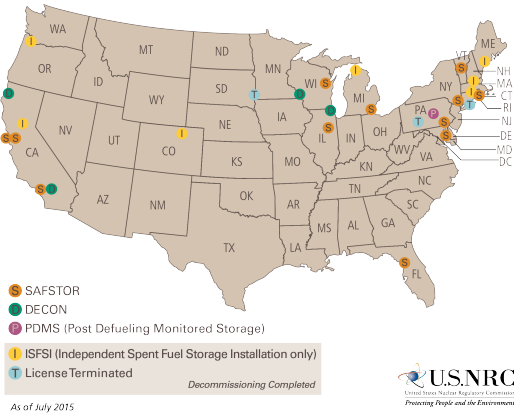 WA
I
MT
ND
ME
I
VT
S
MN
OR
ID
SD
WI
S
I
NH
MA
CT
RI
NJ
DE
MD
DC
NY
I
I
S
S
T
MI
S
D
WY
T
D
D
IA
NE
PA
T
P
S
S
S
I
S S
CA
NV
UT
CO
I
KS
MO
IL
S
IN
OH
WV
VA
KN
S D
AZ
NM
OK
AR
TN
NC
SC
MS
AL
GA
TX
LA
S
FL
S SAFSTOR
D DECON
P PDMS (Post Defueling Monitored Storage)
I ISFSI (Independent Spent Fuel Storage Installation only)
T License Terminated
Decommissioning Completed
As of July 2015
U.S.NRC
United States Nuclear Regulatory Commission
Protecting People and the Environment